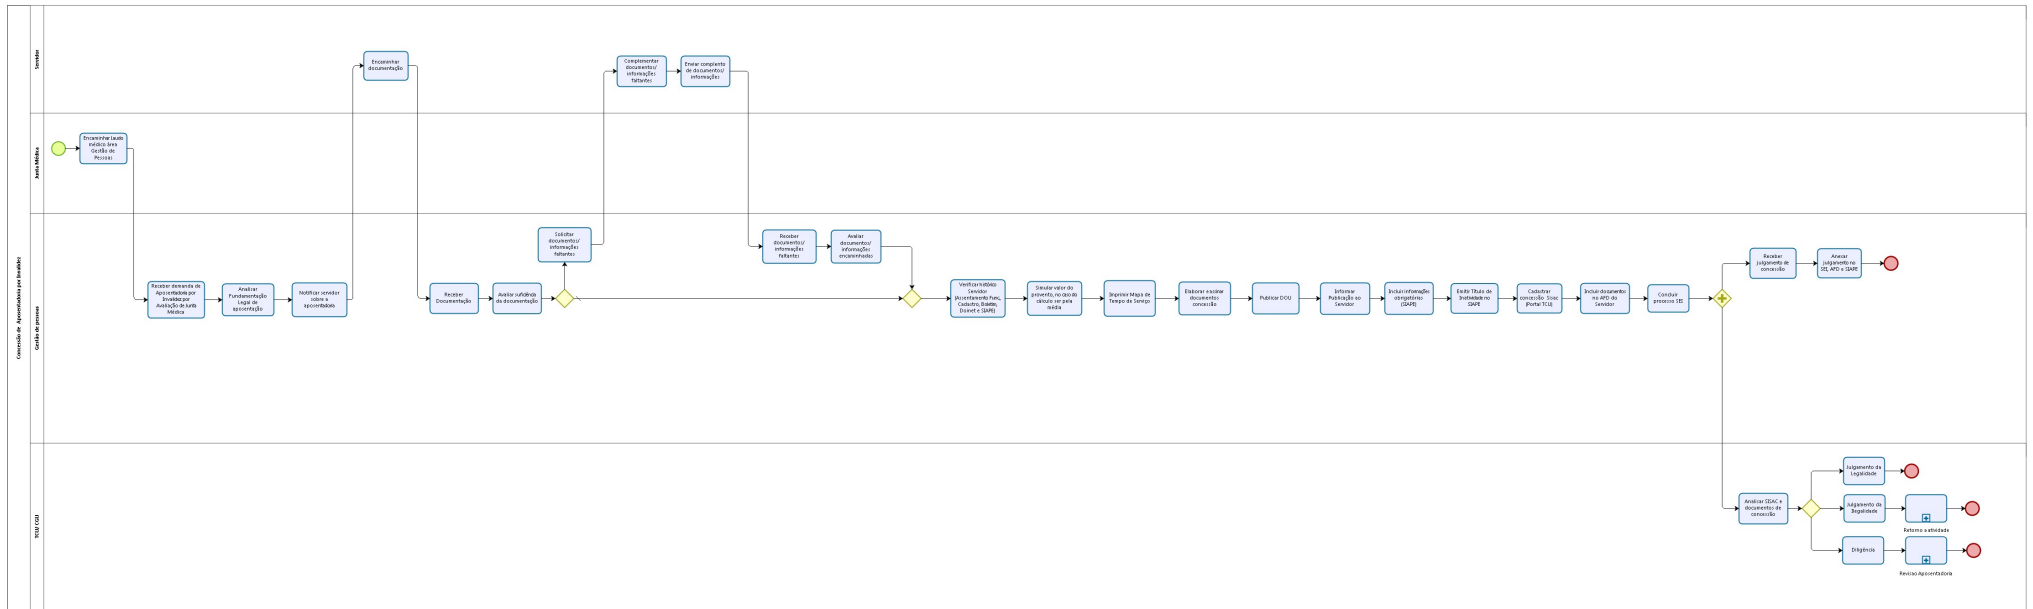 Concessão de Aposentadoria por Invalidez
Servidor
Encaminhar
documentação
Complementar
documentos/
informações
faltantes
Enviar complento
de documentos/
informações
Junta Médica
Encaminhar laudo
médico área
Gestão de
Pessoas
Gestão de pessoas
Receber demanda de
Aposentadoria por
Invalidez por
Avaliação de Junta
Médica
Analisar
Fundamentação
Legal de
aposentação
Notificar servidor
sobre a
aposentadoria
Receber
Documentação
Avaliar suficência
de documentação
Solicitar
documentos/
informações
faltantes
Receber
documentos/
informações
faltantes
Avaliar
documentos/
informações
encaminhadas
Verificar histórico
Servidor
(Assentamento Func,
Cadastro, Boletim,
Doinet e SIAPE)
Simular valor do
provento, no caso do
cálculo ser pela
média
Imprimir Mapa de
Tempo de Serviço
Elaborar e asinar
documentos
concessão
Publicar DOU
Informar
Publicação ao
Servidor
Incluir informações
obrigatórias
(SIAPE)
Emitir Título de
Inatividade no
SIAPE
Cadastrar
concessão Sisac
(Portal TCU)
Incluir documentos
no AFD do
Servidor
Concluir
processo SEI
Receber
julgamento de
concessão
Anexar
julgamento no
SEI, AFD e SIAPE
TCU/ CGU
Analisar SISAC e
documentos de
concessão
Julgamento da
Legalidade
Julgamento da
Ilegalidade
Retorno a atividade
Diligência
Revisao Aposentadoria